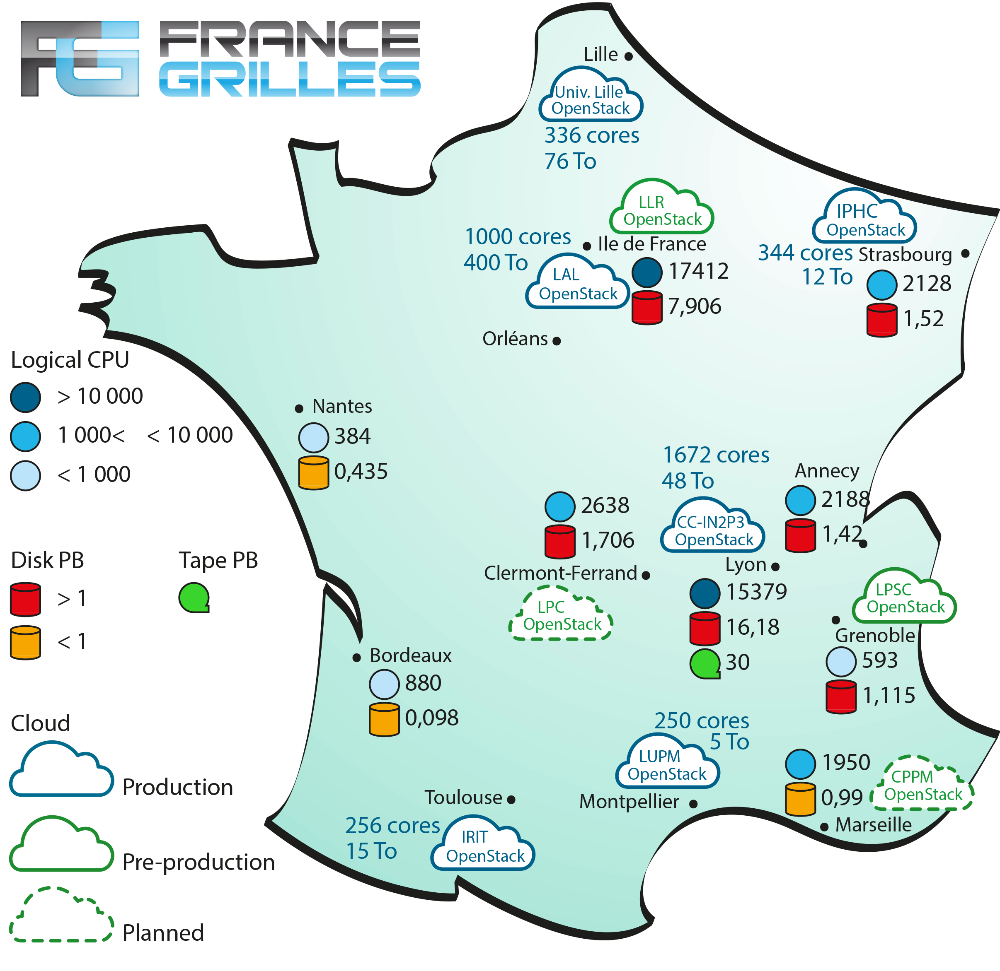 FG
FRANCE
GRILLES
Lille
Univ. Lille
OpenStack
336 cores
76 To
LLR
OpenStack
IPHC
OpenStack
1000 cores
400 To
Ile de France
LAL
OpenStack
17412
7,906
344 cores
12 To
Strasbourg
2128
1,52
Orléans
Logical CPU
> 10 000
1 000< < 10 000
< 1 000
Nantes
384
0,435
1672 cores
48 To
CC-IN2P3
OpenStack
Annecy
2188
1,42
2638
1,706
Clermont-Ferrand
LPC
OpenStack
Lyon
15379
16,18
30
LPSC
OpenStack
Grenoble
593
1,115
Disk PB
> 1
< 1
Tape PB
Bordeaux
880
0,098
250 cores
5 To
LUPM
OpenStack
Montpellier
1950
0,99
CPPM
OpenStack
Marseille
Toulouse
256 cores
15 To
IRIT
OpenStack
Cloud
Production
Pre-production
Planned